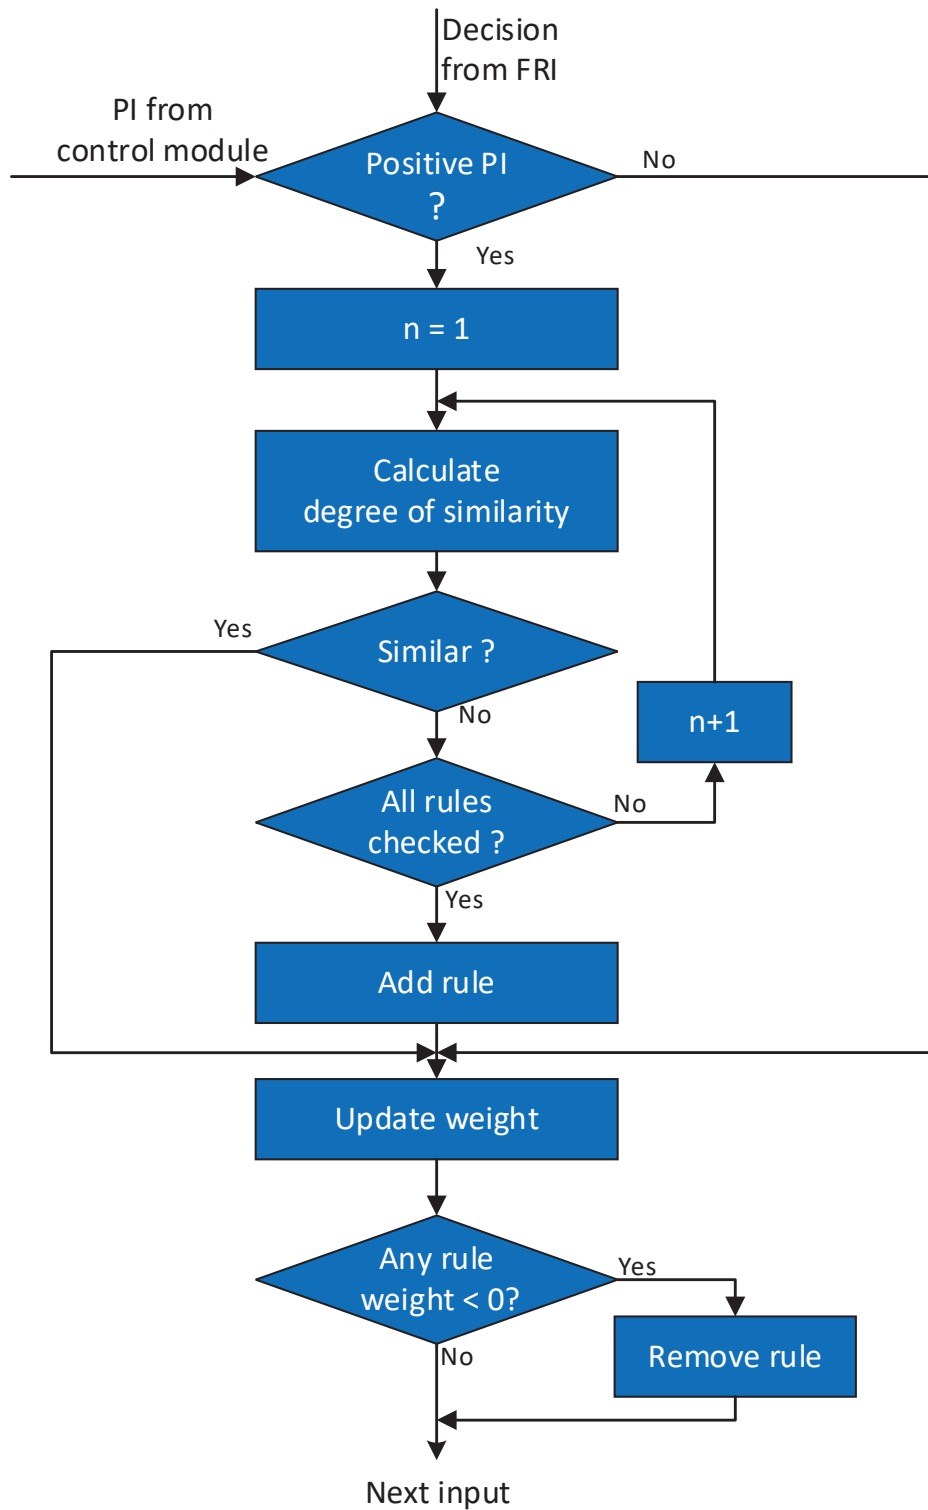 Decision
from FRI
PI from
control module
Positive PI
?
No
Yes
n = 1
Calculate
degree of similarity
Yes
Similar ?
No
n+1
All rules
checked ?
No
Yes
Add rule
Update weight
Any rule
weight < 0?
Yes
No
Remove rule
Next input